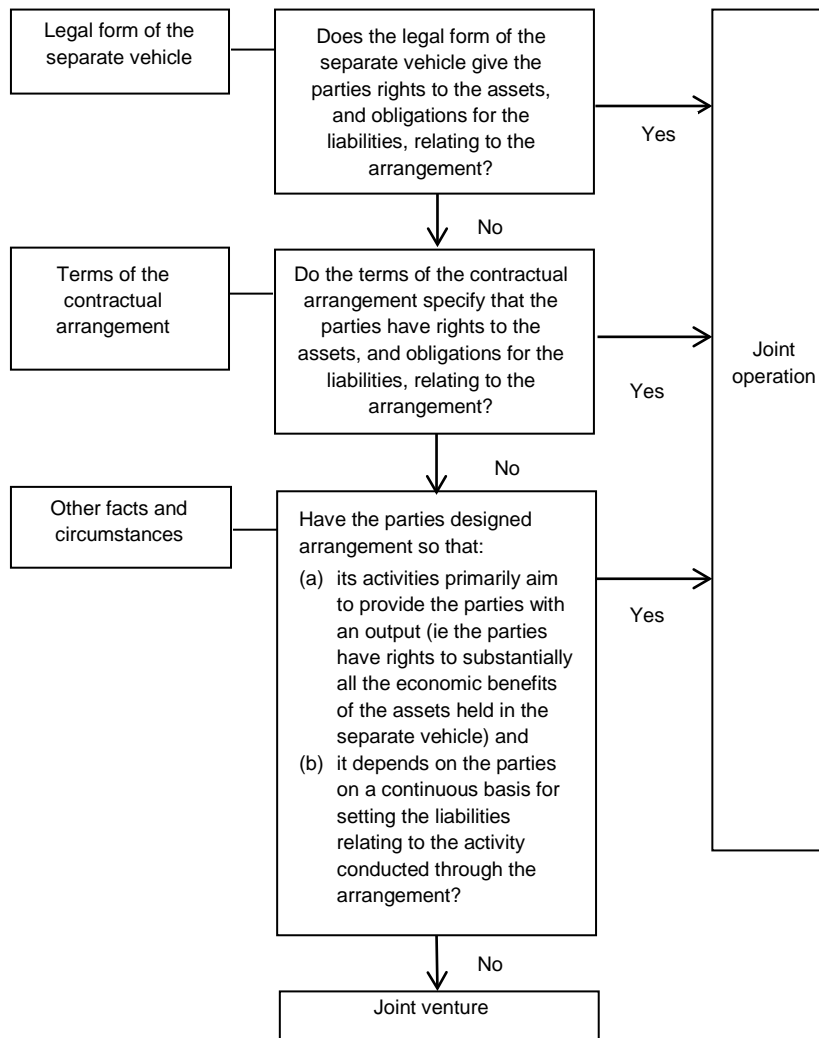 Legal form of the
separate vehicle
Does the legal form of the
separate vehicle give the
parties rights to the assets,
and obligations for the
liabilities, relating to the
arrangement?
Yes
No
Terms of the
contractual
arrangement
Do the terms of the contractual
arrangement specify that the
parties have rights to the
assets, and obligations for the
liabilities, relating to the
arrangement?
Yes
Joint
operation
No
Other facts and
circumstances
Have the parties designed
arrangement so that:
(a) its activities primarily aim
to provide the parties with
an output (ie the parties
have rights to substantially
all the economic benefits
of the assets held in the
separate vehicle) and
(b) it depends on the parties
on a continuous basis for
setting the liabilities
relating to the activity
conducted through the
arrangement?
Yes
No
Joint venture